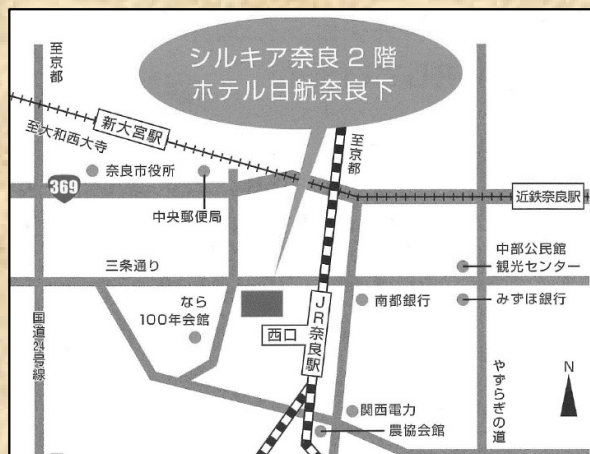 シルキア奈良2階
ホテル日航奈良下
至京都
至大和西大寺
新大宮駅
至京都
奈良市役所
369
中央郵便局
近鉄奈良駅
三条通り
中部公民館
観光センター
なら
100年会館
西口
JR奈良駅
南都銀行
みずほ銀行
国道24号線
やすらぎの道
N
関西電力
農協会館